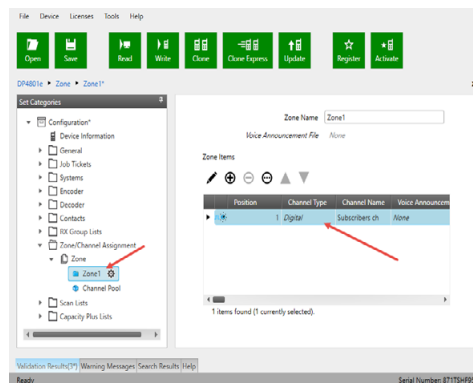 File Device Licenses Tools Help
Open Save Read Write Clone Clone Express Update Register Activate
DP4801e Zone Zone1*
Set Categories
Zone Name Zone1
Configuration*
Voice Announcement File None
Device Information
General
Zone Items
Job Tickets
Systems
Encoder
Decoder
Position Channel Type Channel Name Voice Announcem
Contacts
1 Digital Subscribers ch None
RX Group Lists
Zone/Channel Assignment
Zone
Zone1
Channel Pool
Scan Lists
1 items found (1 currently selected).
Capacity Plus Lists
Validation Results(3*) Warning Messages Search Results Help
Ready Serial Number: